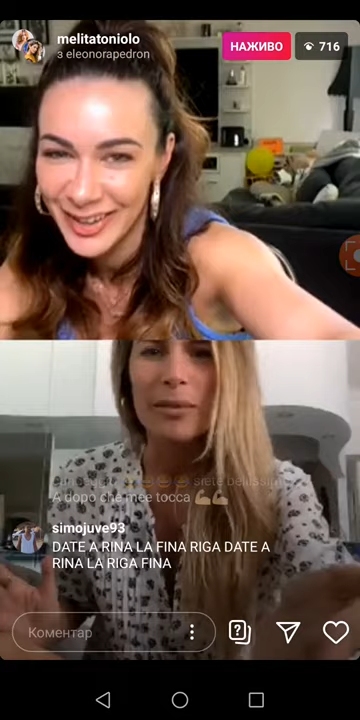 melitatoniolo
з eleonorapedron
НАЖИВО
716
siete bellissim
A dopo che mee tocca 💪💪
simojuve93
DATE A RINA LA FINA RIGA DATE A
RINA LA RIGA FINA
Коментар